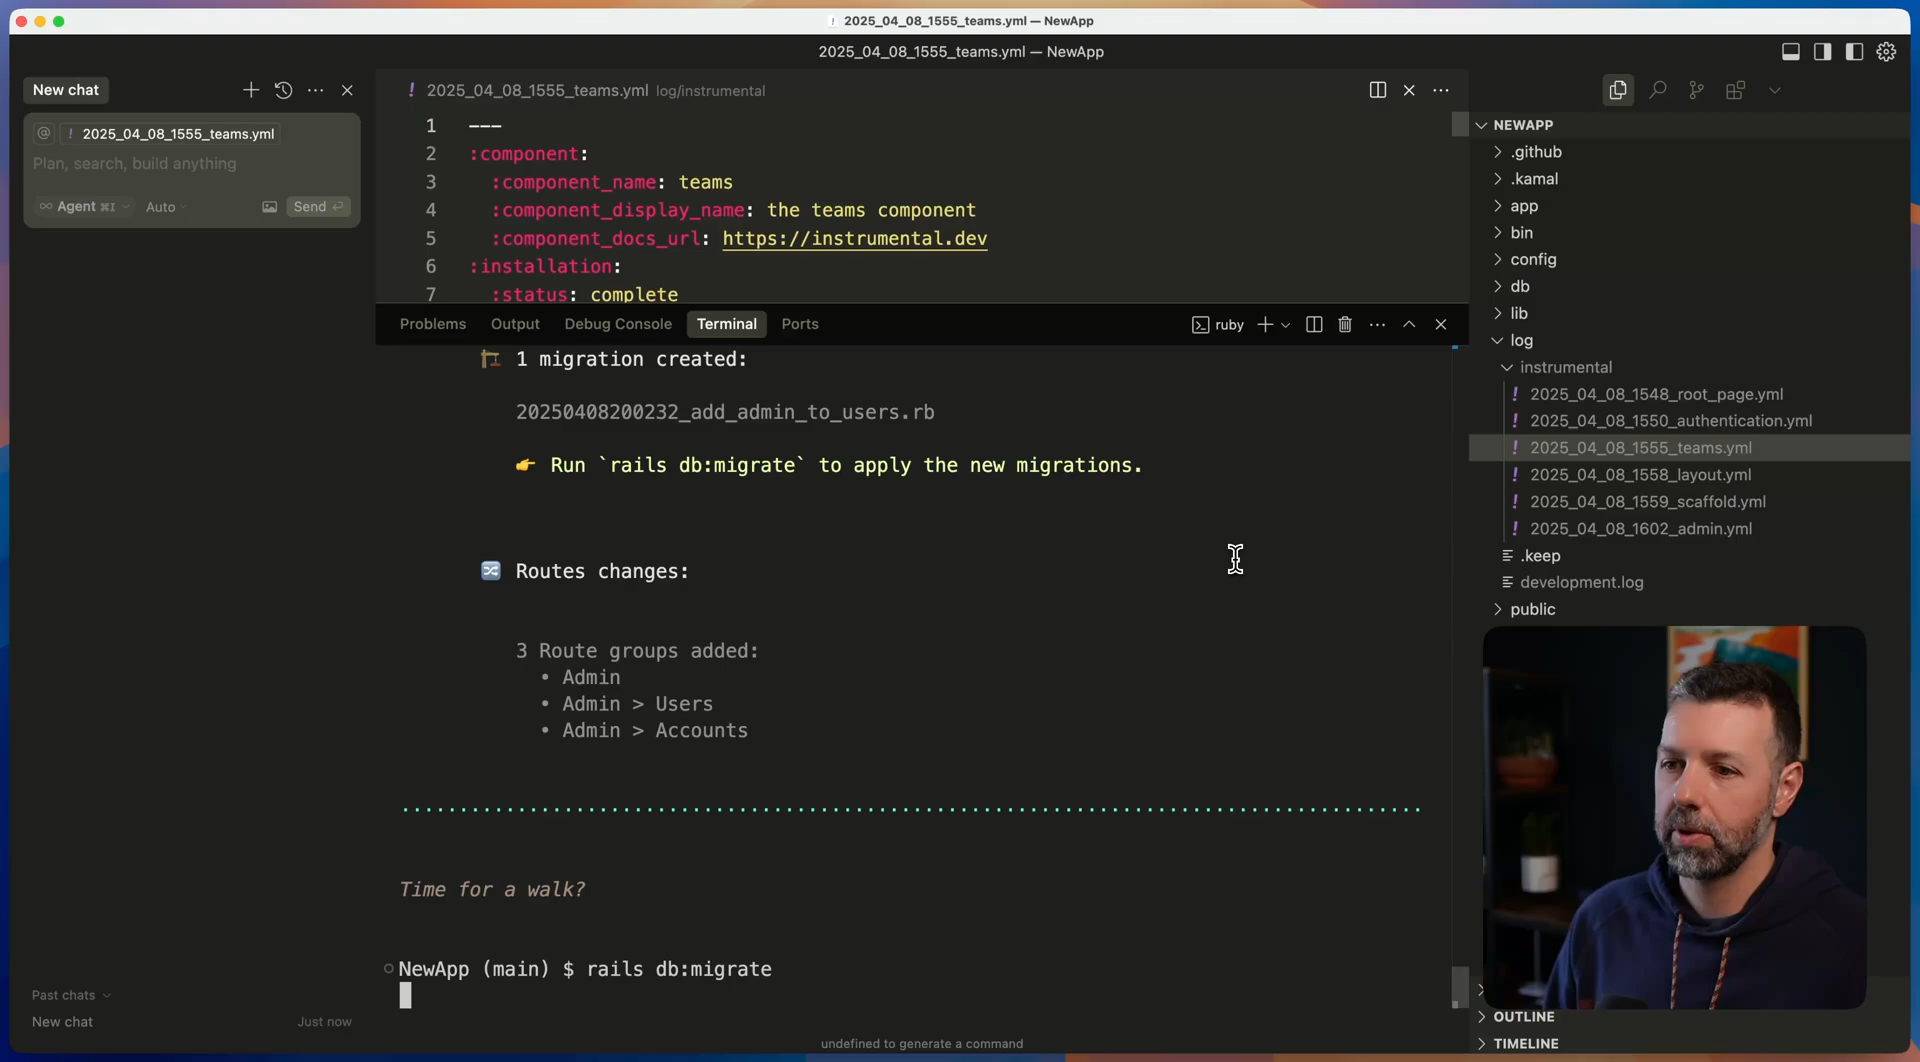 2025_04_08_1555_teams.yml — NewApp
2025_04_08_1555_teams.yml — NewApp
New chat
@ ! 2025_04_08_1555_teams.yml
Plan, search, build anything
∞ Agent ⌘I Auto
Send
! 2025_04_08_1555_teams.yml log/instrumental
1 ---
2 :component:
3 :component_name: teams
4 :component_display_name: the teams component
5 :component_docs_url: https://instrumental.dev
6 :installation:
7 :status: complete
Problems Output Debug Console Terminal Ports
ruby
1 migration created:
20250408200232_add_admin_to_users.rb
👉 Run `rails db:migrate` to apply the new migrations.
🔀 Routes changes:
3 Route groups added:
• Admin
• Admin > Users
• Admin > Accounts
Time for a walk?
NewApp (main) $ rails db:migrate
undefined to generate a command
Past chats
New chat Just now
NEWAPP
.github
.kamal
app
bin
config
db
lib
log
instrumental
! 2025_04_08_1548_root_page.yml
! 2025_04_08_1550_authentication.yml
! 2025_04_08_1555_teams.yml
! 2025_04_08_1558_layout.yml
! 2025_04_08_1559_scaffold.yml
! 2025_04_08_1602_admin.yml
.keep
development.log
public
OUTLINE
TIMELINE